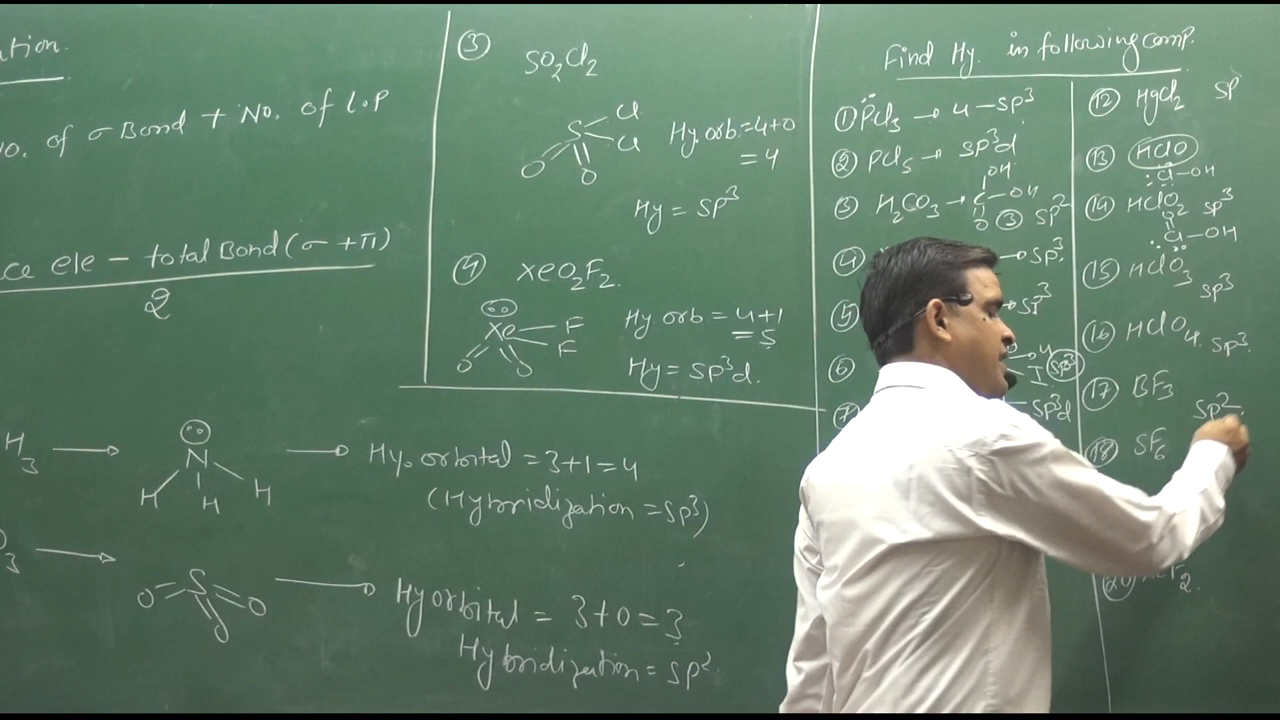 ation.
No. of σ Bond + No. of L.P
ce ele – total Bond (σ + π)
2
H3 → N
H H H
→ Hy. orbital = 3+1 = 4
(Hybridization = sp³)
O3 → S
O O O
→ Hy orbital = 3+0 = 3
Hybridization = sp²
③ SO2Cl2
S Cl
Cl
O O
Hy. orb = 4+0
= 4
Hy = sp³
④ XeO2F2.
Xe F
F
O O
Hy orb = 4+1
= 5
Hy = sp³d.
Find Hy. in following comp.
① PCl3 → 4 – sp³
② PCl5 → sp³d
③ H2CO3 → C OH
OH
O ③ sp²
④ → sp³.
⑤ → sp³
⑥ → 4
I sp³
⑦ – sp³d
⑫ HgCl2 sp
⑬ HClO
Cl–OH
⑭ HClO2 sp³
O
Cl–OH
⑮ HClO3
sp³
⑯ HClO4 sp³.
⑰ BF3
sp²
⑱ SF6
⑳ F2.